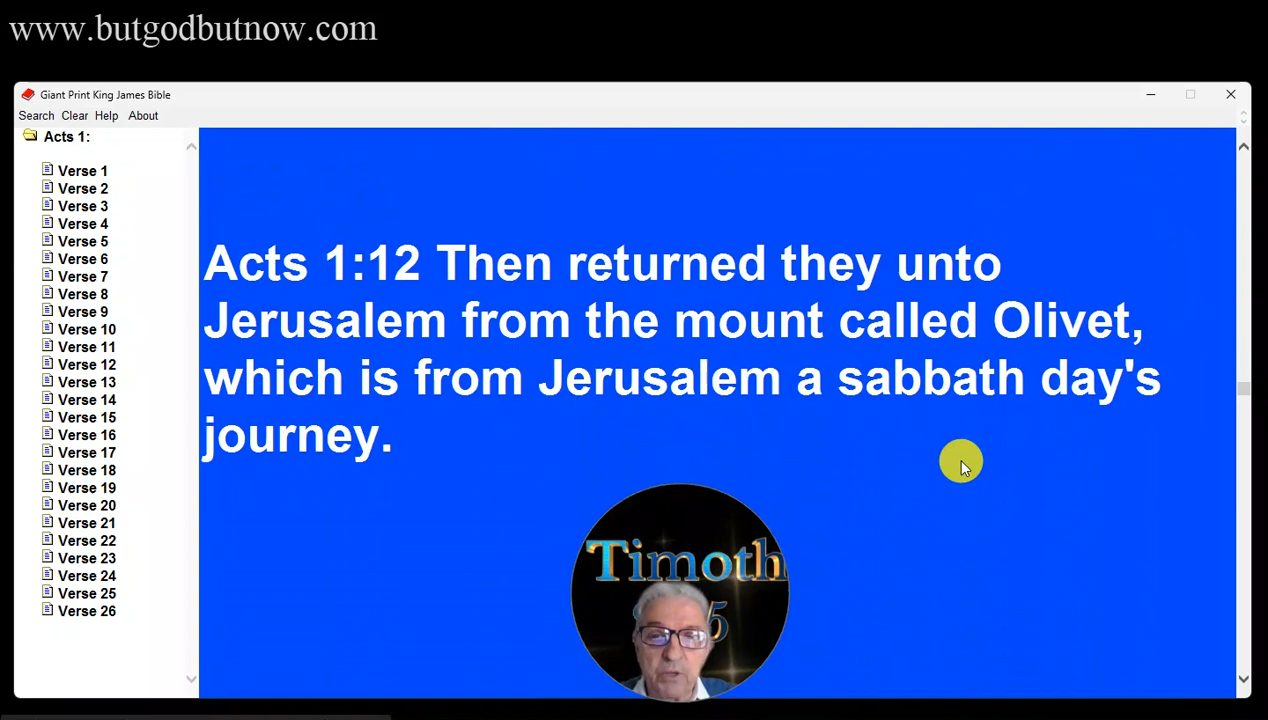 www.butgodbutnow.com
Giant Print King James Bible
Search Clear Help About
Acts 1:
Verse 1
Verse 2
Verse 3
Verse 4
Verse 5
Verse 6
Verse 7
Verse 8
Verse 9
Verse 10
Verse 11
Verse 12
Verse 13
Verse 14
Verse 15
Verse 16
Verse 17
Verse 18
Verse 19
Verse 20
Verse 21
Verse 22
Verse 23
Verse 24
Verse 25
Verse 26
Acts 1:12 Then returned they unto
Jerusalem from the mount called Olivet,
which is from Jerusalem a sabbath day's
journey.
Timoth
5